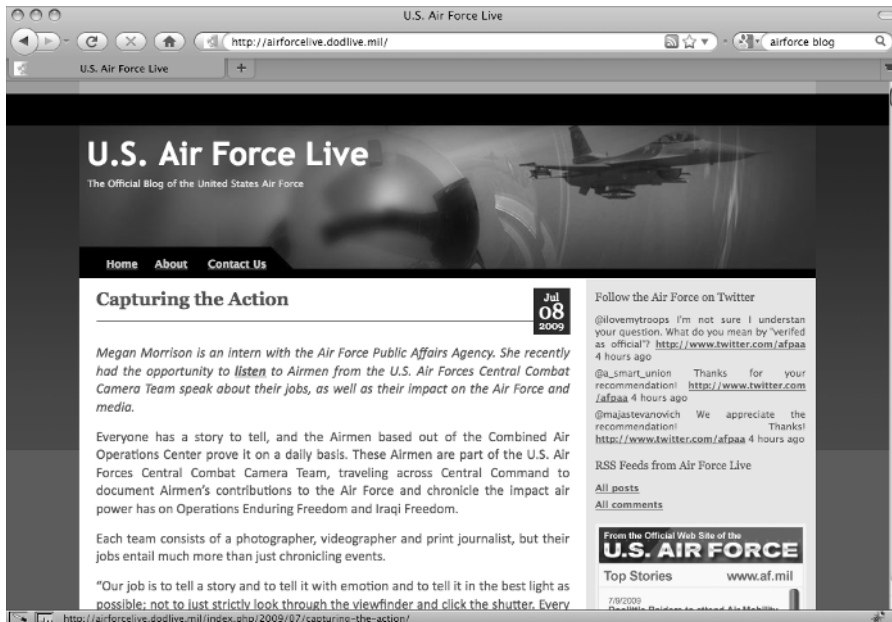 U.S. Air Force Live
http://airforcelive.dodlive.mil/
airforce blog
U.S. Air Force Live
U.S. Air Force Live
The Official Blog of the United States Air Force
Home About Contact Us
Capturing the Action
Jul
08
2009
Megan Morrison is an intern with the Air Force Public Affairs Agency. She recently
had the opportunity to listen to Airmen from the U.S. Air Forces Central Combat
Camera Team speak about their jobs, as well as their impact on the Air Force and
media.
Everyone has a story to tell, and the Airmen based out of the Combined Air
Operations Center prove it on a daily basis. These Airmen are part of the U.S. Air
Forces Central Combat Camera Team, traveling across Central Command to
document Airmen's contributions to the Air Force and chronicle the impact air
power has on Operations Enduring Freedom and Iraqi Freedom.
Each team consists of a photographer, videographer and print journalist, but their
jobs entail much more than just chronicling events.
“Our job is to tell a story and to tell it with emotion and to tell it in the best light as
possible; not to just strictly look through the viewfinder and click the shutter. Every
Follow the Air Force on Twitter
@ilovemytroops I'm not sure I understan
your question. What do you mean by "verifed
as official"? http://www.twitter.com/afpaa
4 hours ago
@a_smart_union Thanks for your
recommendation! http://www.twitter.com
/afpaa 4 hours ago
@majastevanovich We appreciate the
recommendation! Thanks!
http://www.twitter.com/afpaa 4 hours ago
RSS Feeds from Air Force Live
All posts
All comments
From the Official Web Site of the
U.S. AIR FORCE
Top Stories www.af.mil
7/9/2009
Doolittle Raiders to attend Air Mobility
http://airforcelive.dodlive.mil/index.php/2009/07/capturing-the-action/